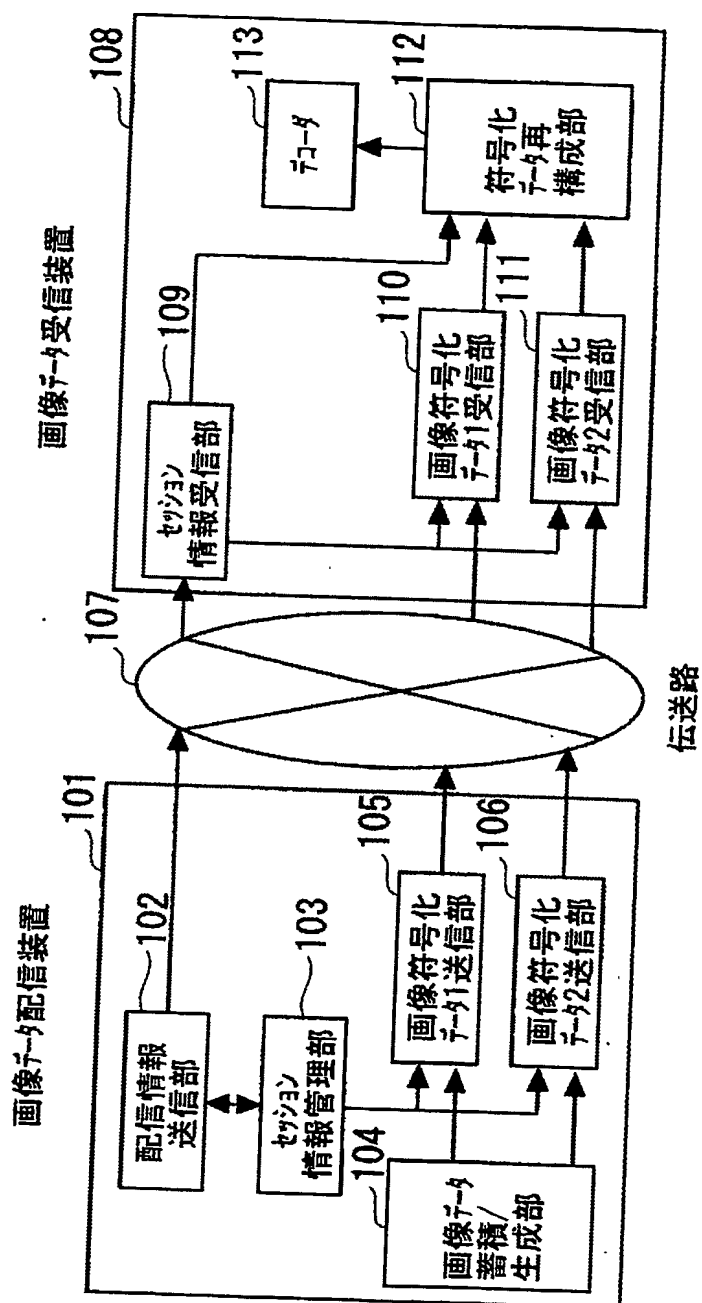 画像データ配信装置
101
102
配信情報
送信部
103
セッション
情報管理部
104
画像データ
蓄積/
生成部
105
画像符号化
データ1送信部
106
画像符号化
データ2送信部
107
伝送路
画像データ受信装置
108
109
セッション
情報受信部
110
画像符号化
データ1受信部
111
画像符号化
データ2受信部
112
符号化
データ再
構成部
113
デコーダ